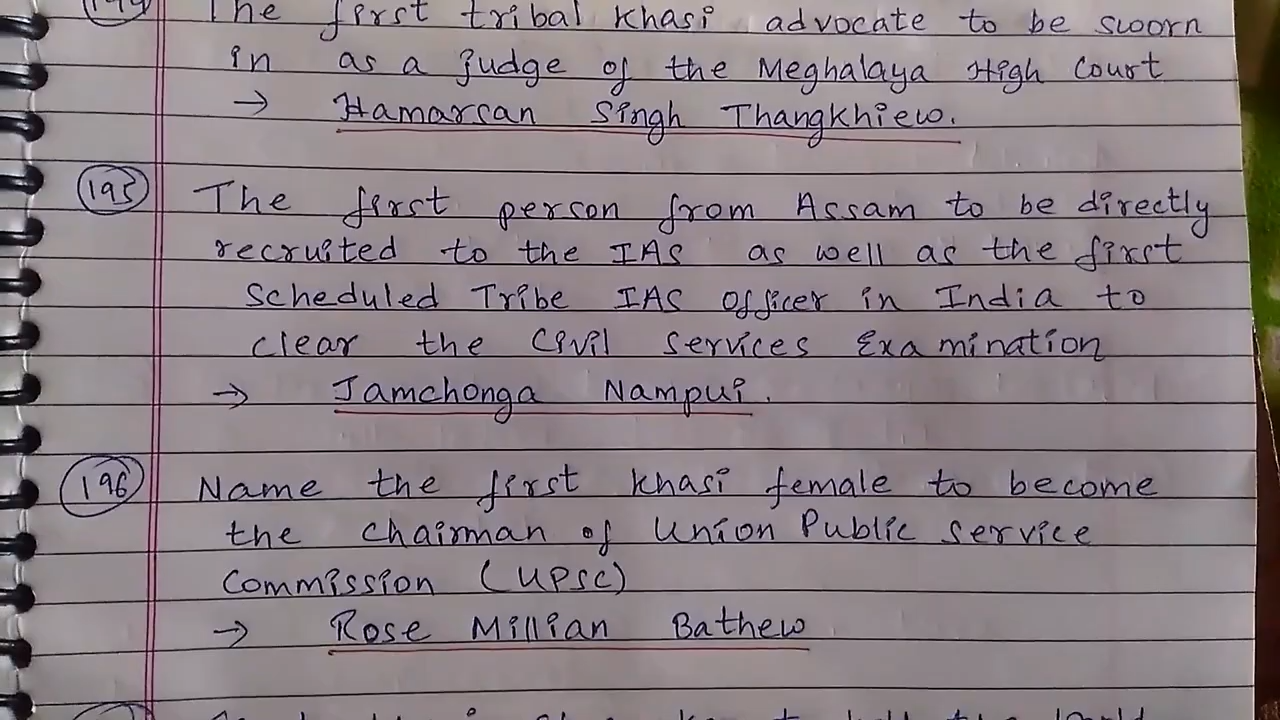 194 The first tribal khasi advocate to be sworn
in as a Judge of the Meghalaya High Court
→ Hamarsan Singh Thangkhiew.
195 The first person from Assam to be directly
recruited to the IAS as well as the first
Scheduled Tribe IAS officer in India to
clear the Civil Services Examination
→ Jamchonga Nampui.
196 Name the first khasi female to become
the Chairman of Union Public Service
Commission (UPSC)
→ Rose Millian Bathew